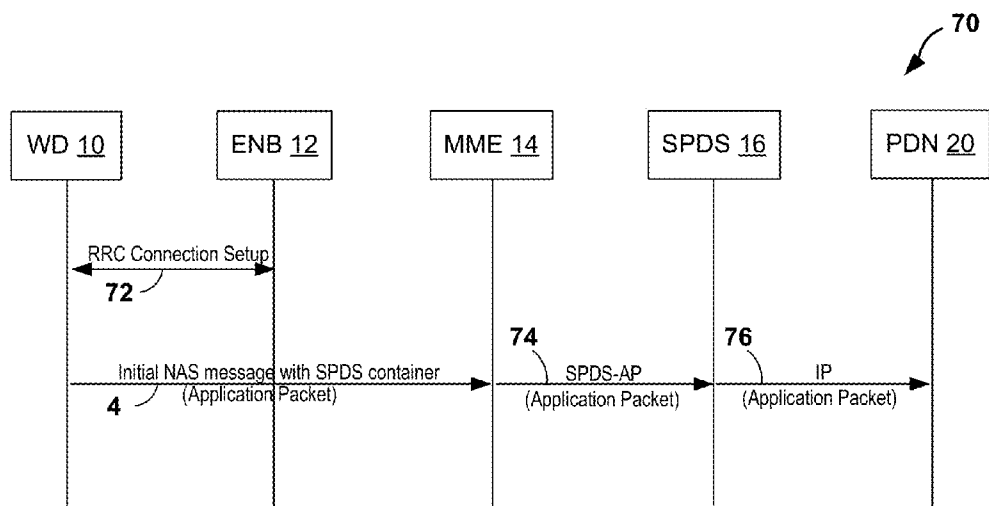 70
WD 10
ENB 12
MME 14
SPDS 16
PDN 20
RRC Connection Setup
72
74
76
Initial NAS message with SPDS container
(Application Packet)
4
SPDS-AP
(Application Packet)
IP
(Application Packet)